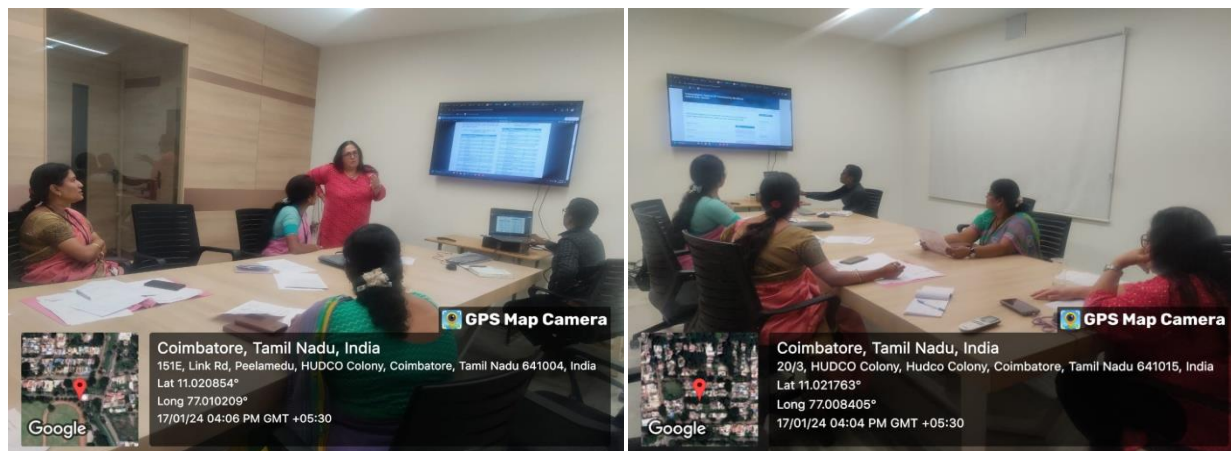 GPS Map Camera
Coimbatore, Tamil Nadu, India
151E, Link Rd, Peelamedu, HUDCO Colony, Coimbatore, Tamil Nadu 641004, India
Lat 11.020854°
Long 77.010209°
17/01/24 04:06 PM GMT +05:30
Google
GPS Map Camera
Coimbatore, Tamil Nadu, India
20/3, HUDCO Colony, Hudco Colony, Coimbatore, Tamil Nadu 641015, India
Lat 11.021763°
Long 77.008405°
17/01/24 04:04 PM GMT +05:30
Google